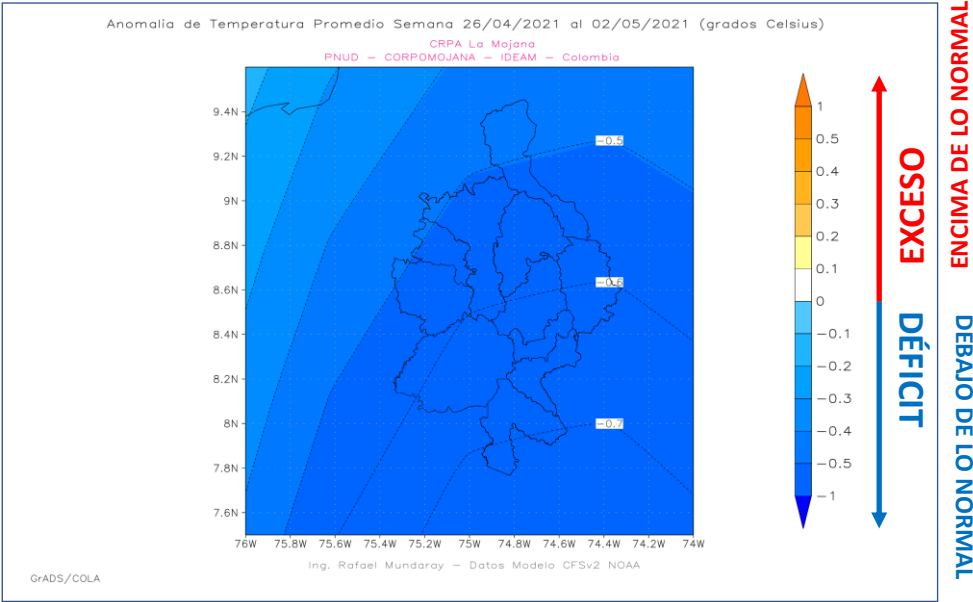 Anomalia de Temperatura Promedio Semana 26/04/2021 al 02/05/2021 (grados Celsius)
CRPA La Mojana
PNUD – CORPOMOJANA – IDEAM – Colombia
9.4N
9.2N
9N
8.8N
8.6N
8.4N
8.2N
8N
7.8N
7.6N
76W 75.8W 75.6W 75.4W 75.2W 75W 74.8W 74.6W 74.4W 74.2W 74W
−0.5
−0.6
−0.7
1
0.5
0.4
0.3
0.2
0.1
0
−0.1
−0.2
−0.3
−0.4
−0.5
−1
EXCESO
DÉFICIT
ENCIMA DE LO NORMAL
DEBAJO DE LO NORMAL
Ing. Rafael Mundaray – Datos Modelo CFSv2 NOAA
GrADS/COLA